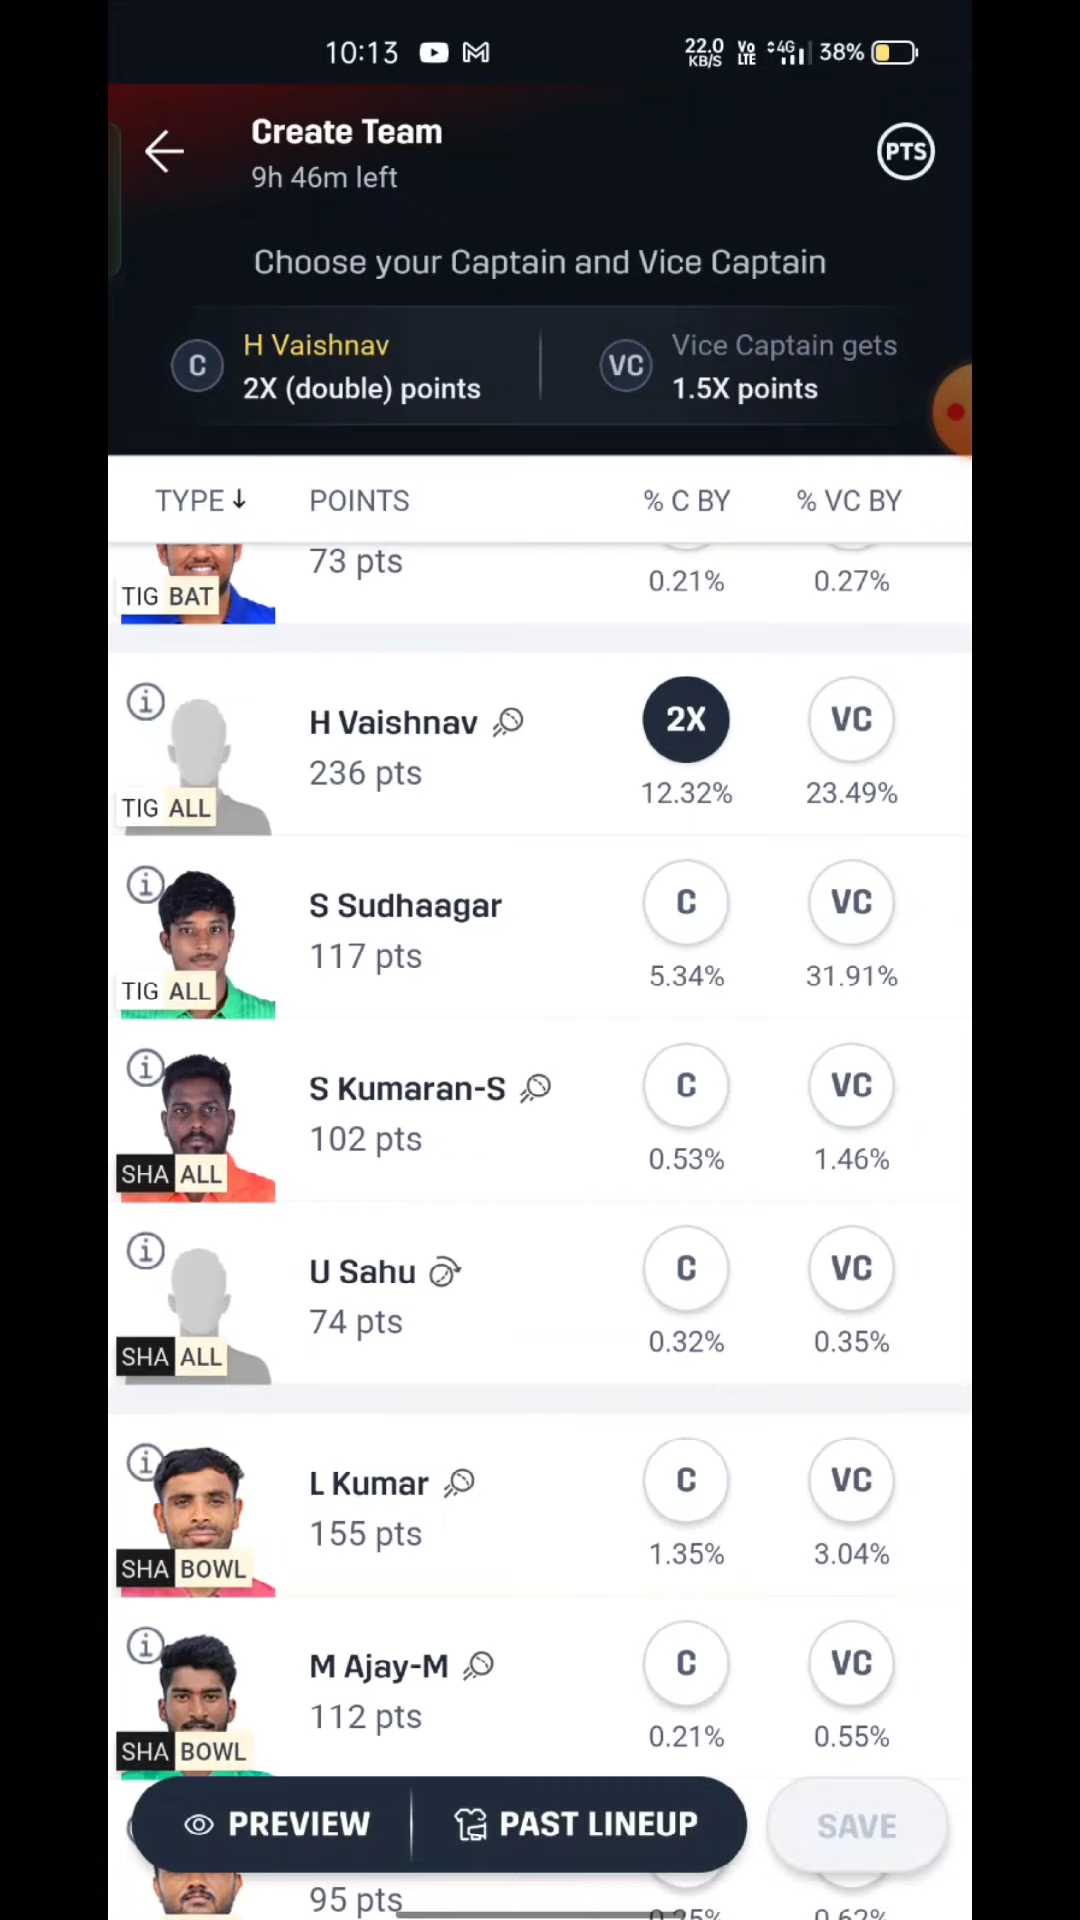 10:13
22.0 KB/S Vo LTE 4G 38%
Create Team
9h 46m left
PTS
Choose your Captain and Vice Captain
C H Vaishnav
2X (double) points
VC Vice Captain gets
1.5X points
TYPE POINTS % C BY % VC BY
73 pts
0.21% 0.27%
TIG BAT
H Vaishnav 2X VC
236 pts
12.32% 23.49%
TIG ALL
S Sudhaagar C VC
117 pts
5.34% 31.91%
TIG ALL
S Kumaran-S C VC
102 pts
0.53% 1.46%
SHA ALL
U Sahu C VC
74 pts
0.32% 0.35%
SHA ALL
L Kumar C VC
155 pts
1.35% 3.04%
SHA BOWL
M Ajay-M C VC
112 pts
0.21% 0.55%
SHA BOWL
PREVIEW PAST LINEUP SAVE
95 pts